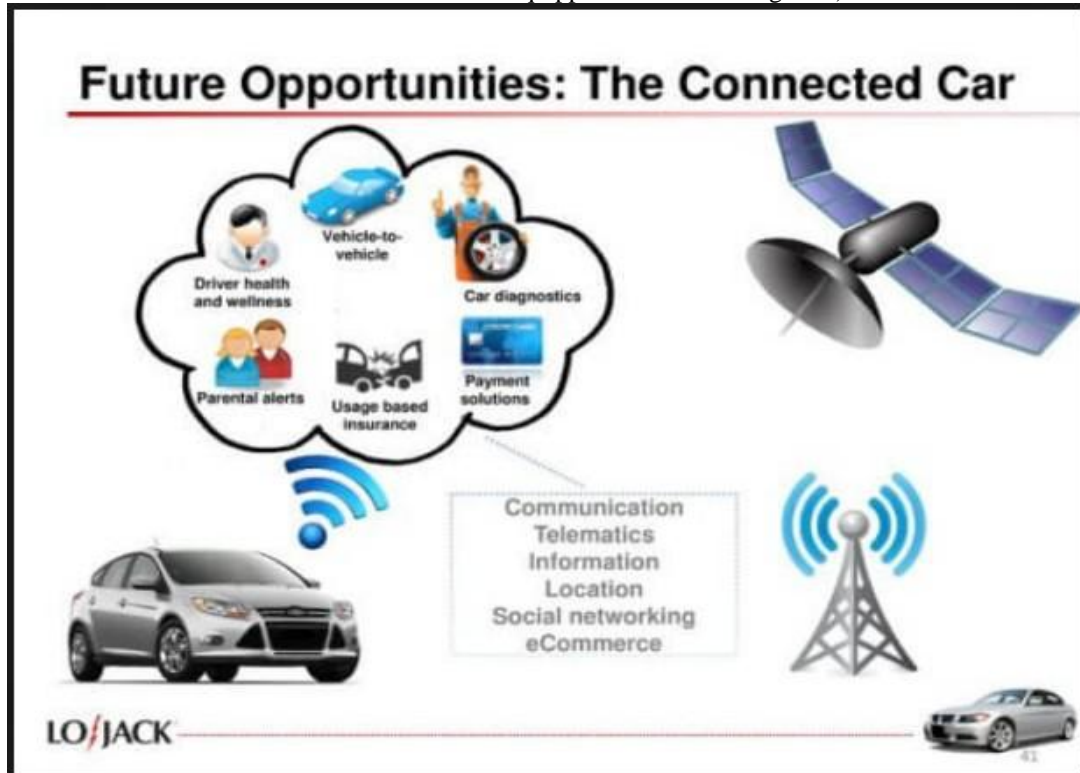 Future Opportunities: The Connected Car
Vehicle-to-
vehicle
Driver health
and wellness
Car diagnostics
Parental alerts
Usage based
insurance
Payment
solutions
Communication
Telematics
Information
Location
Social networking
eCommerce
LO/JACK
41